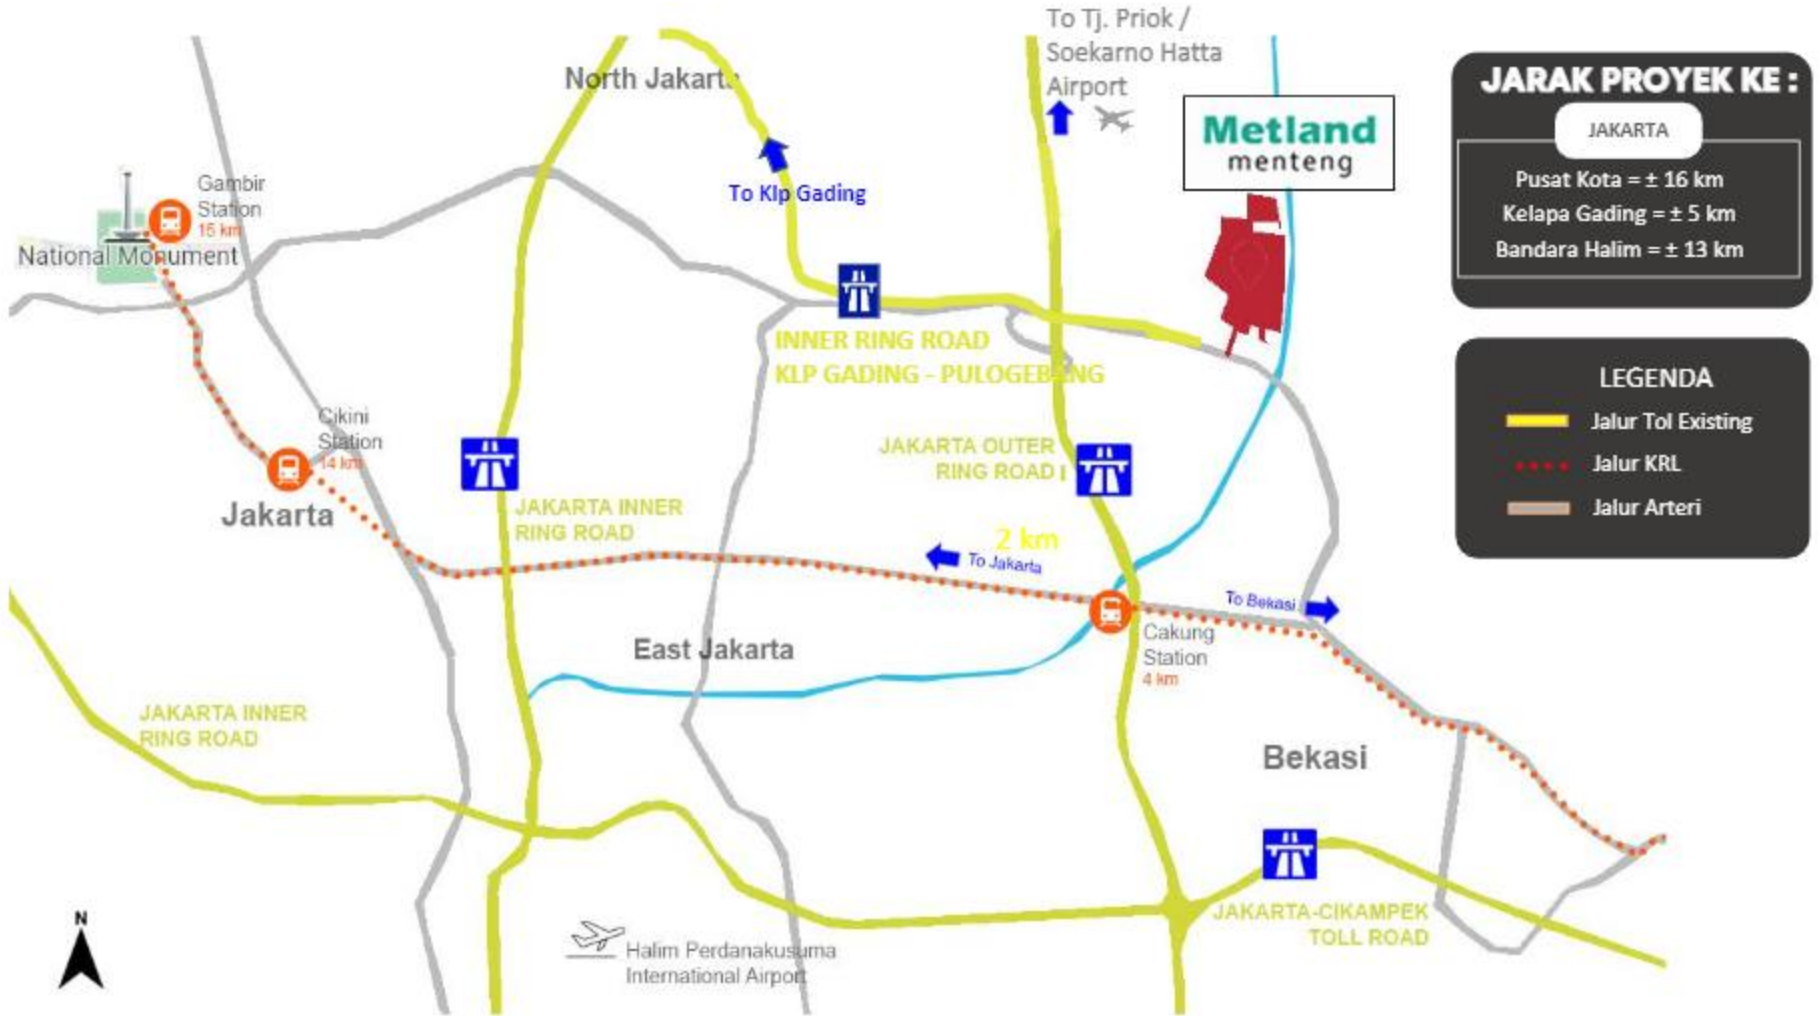 To Tj. Priok /
Soekarno Hatta
Airport
North Jakarta
JARAK PROYEK KE :
JAKARTA
Pusat Kota = ± 16 km
Kelapa Gading = ± 5 km
Bandara Halim = ± 13 km
Metland
menteng
Gambir
Station
15 km
To Klp Gading
National Monument
INNER RING ROAD
KLP GADING - PULOGEBANG
LEGENDA
Jalur Tol Existing
Jalur KRL
Jalur Arteri
Cikini
Station
14 km
Jakarta
JAKARTA OUTER
RING ROAD
JAKARTA INNER
RING ROAD
2 km
To Jakarta
To Bekasi
Cakung
Station
4 km
East Jakarta
JAKARTA INNER
RING ROAD
Bekasi
JAKARTA-CIKAMPEK
TOLL ROAD
N
Halim Perdanakusuma
International Airport